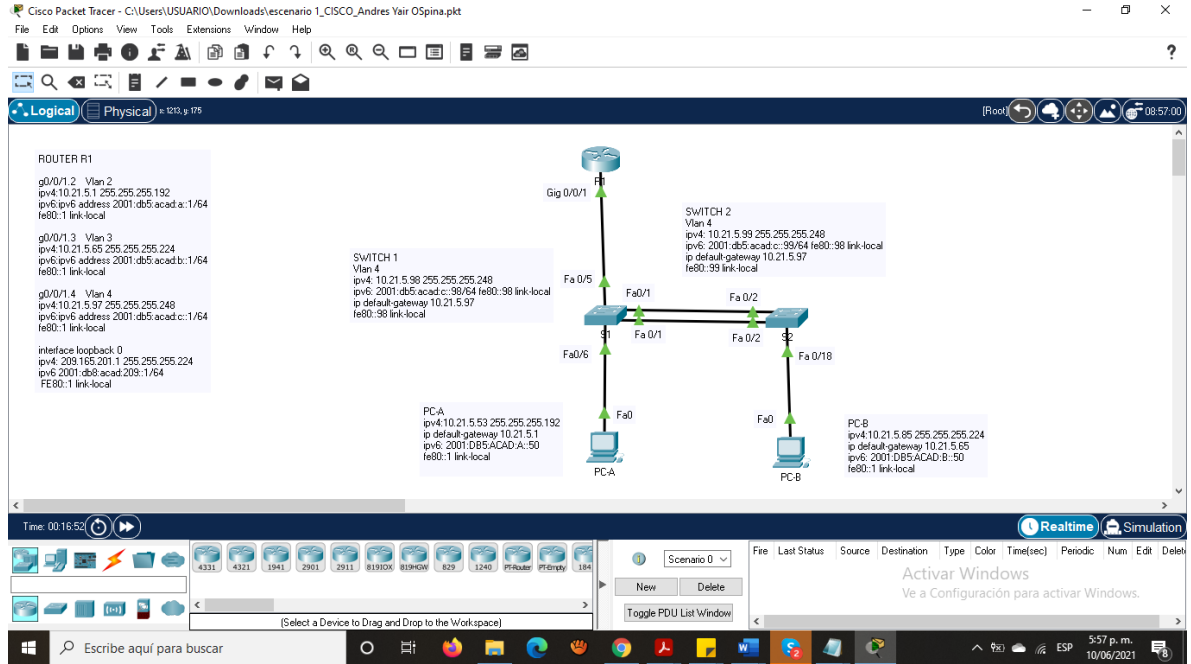 Cisco Packet Tracer - C:\Users\USUARIO\Downloads\escenario 1_CISCO_Andres Yair OSpina.pkt
File Edit Options View Tools Extensions Window Help
?
Logical Physical x: 1213, y: 175 [Root] 08:57:00
ROUTER R1
g0/0/1.2 Vlan 2
ipv4:10.21.5.1 255.255.255.192
ipv6:ipv6 address 2001:db5:acad:a::1/64
fe80::1 link-local
g0/0/1.3 Vlan 3
ipv4:10.21.5.65 255.255.255.224
ipv6:ipv6 address 2001:db5:acad:b::1/64
fe80::1 link-local
g0/0/1.4 Vlan 4
ipv4:10.21.5.97 255.255.255.248
ipv6:ipv6 address 2001:db5:acad:c::1/64
fe80::1 link-local
interface loopback 0
ipv4: 209.165.201.1 255.255.255.224
ipv6 2001:db8:acad:209::1/64
FE80::1 link-local
R1
Gig 0/0/1
SWITCH 2
Vlan 4
ipv4: 10.21.5.99 255.255.255.248
ipv6: 2001:db5:acad:c::99/64 fe80::98 link-local
ip default-gateway 10.21.5.97
fe80::99 link-local
SWITCH 1
Vlan 4
ipv4: 10.21.5.98 255.255.255.248
ipv6: 2001:db5:acad:c::98/64 fe80::98 link-local
ip default-gateway 10.21.5.97
fe80::98 link-local
Fa 0/5
Fa0/1
Fa 0/2
S1
Fa 0/1
Fa 0/2
S2
Fa0/6
Fa 0/18
PC-A
ipv4:10.21.5.53 255.255.255.192
ip default-gateway 10.21.5.1
ipv6: 2001:DB5:ACAD:A::50
fe80::1 link-local
Fa0
PC-A
Fa0
PC-B
PC-B
ipv4:10.21.5.85 255.255.255.224
ip default-gateway 10.21.5.65
ipv6: 2001:DB5:ACAD:B::50
fe80::1 link-local
Time: 00:16:52 Realtime Simulation
4331 4321 1941 2901 2911 819IOX 819HGW 829 1240 PT-Router PT-Empty 184
(Select a Device to Drag and Drop to the Workspace)
Scenario 0
New Delete
Toggle PDU List Window
Fire Last Status Source Destination Type Color Time(sec) Periodic Num Edit Delet
Activar Windows
Ve a Configuración para activar Windows.
Escribe aquí para buscar
ESP
5:57 p. m.
10/06/2021